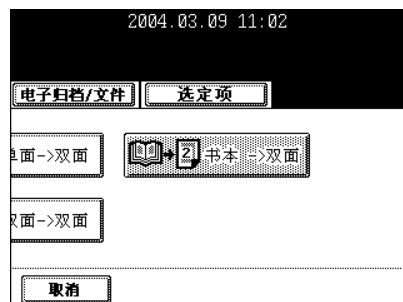 2004.03.09 11:02
电子归档/文件 选定项
单面->双面 2 书本 ->双面
双面->双面
取消